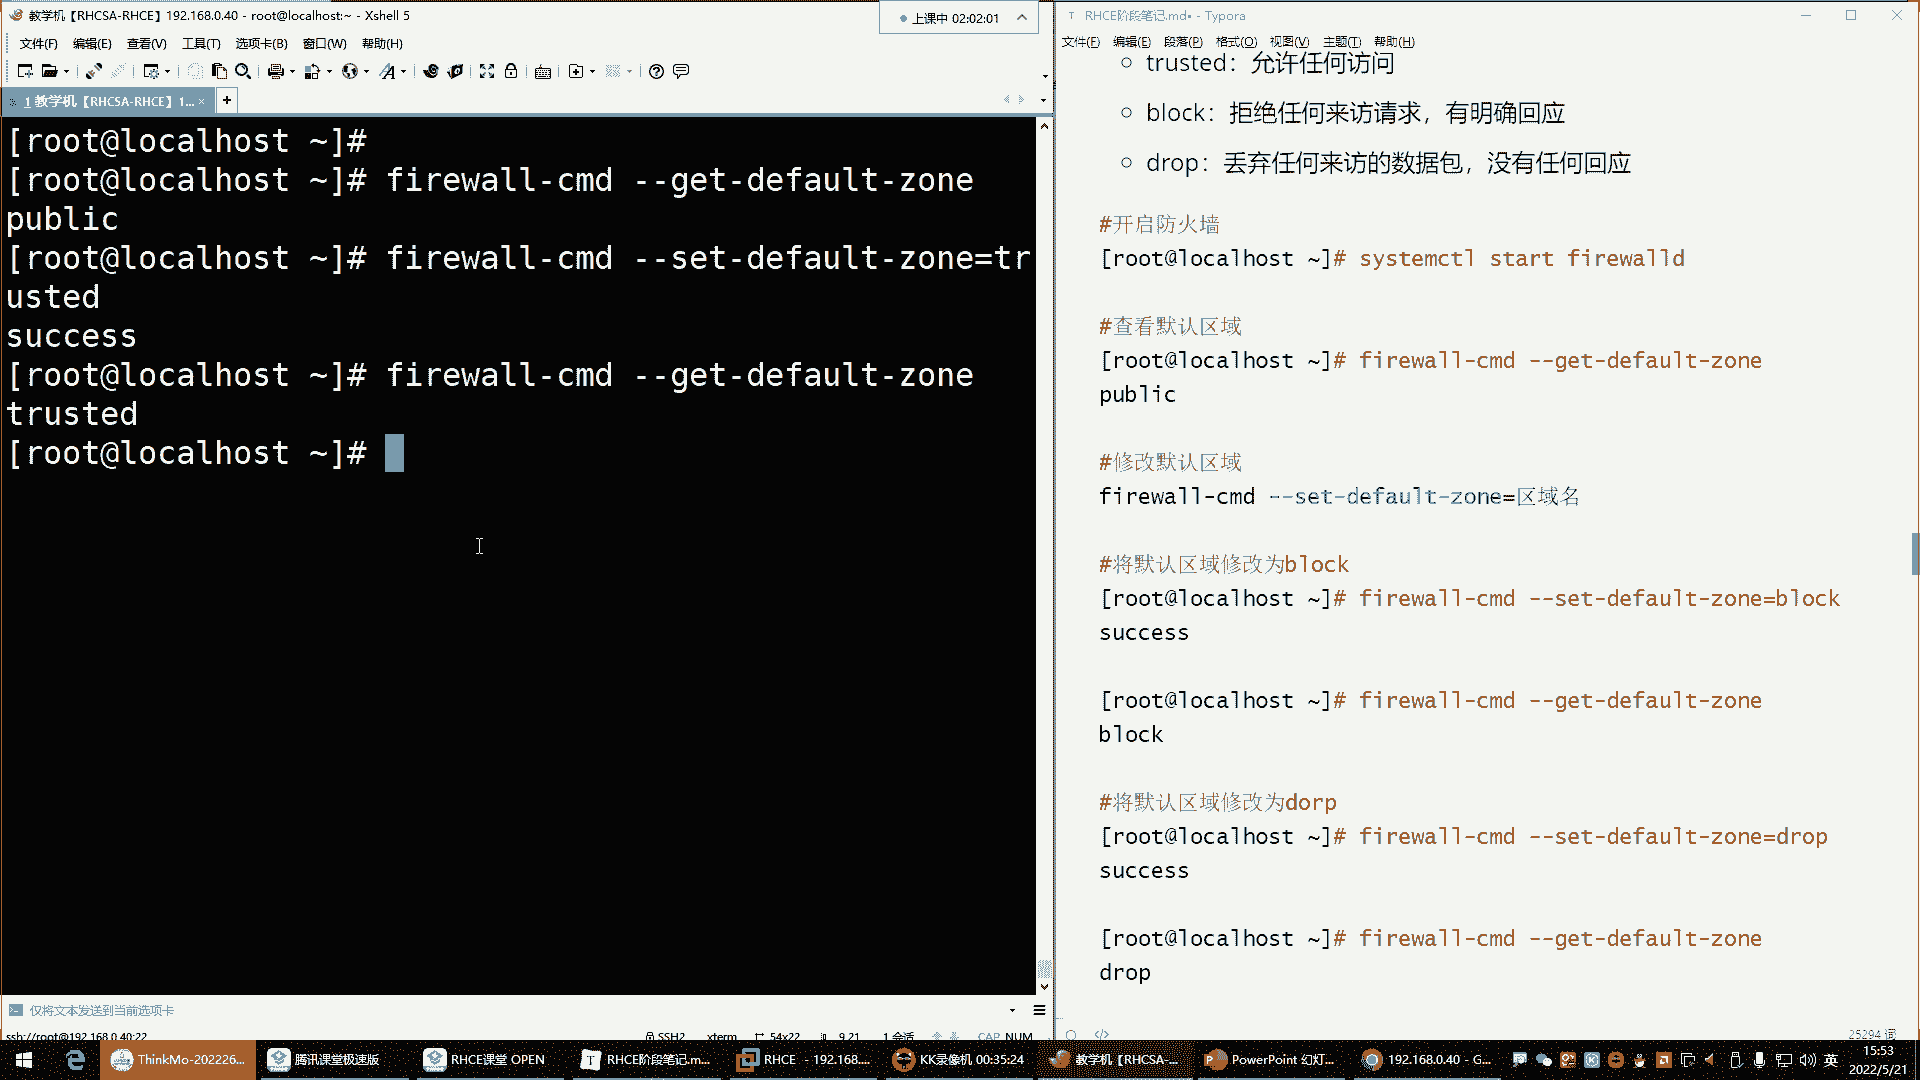 教学机【RHCSA-RHCE】192.168.0.40 - root@localhost:~ - Xshell 5
上课中 02:02:01
文件(F) 编辑(E) 查看(V) 工具(T) 选项卡(B) 窗口(W) 帮助(H)
1 教学机【RHCSA-RHCE】1...
[root@localhost ~]#
[root@localhost ~]# firewall-cmd --get-default-zone
public
[root@localhost ~]# firewall-cmd --set-default-zone=tr
usted
success
[root@localhost ~]# firewall-cmd --get-default-zone
trusted
[root@localhost ~]#
仅将文本发送到当前选项卡
ssh://root@192.168.0.40:22 SSH2 xterm 54x22 9,21 1 会话 CAP NUM
RHCE阶段笔记.md• - Typora
文件(F) 编辑(E) 段落(P) 格式(O) 视图(V) 主题(T) 帮助(H)
trusted：允许任何访问
block：拒绝任何来访请求，有明确回应
drop：丢弃任何来访的数据包，没有任何回应
#开启防火墙
[root@localhost ~]# systemctl start firewalld
#查看默认区域
[root@localhost ~]# firewall-cmd --get-default-zone
public
#修改默认区域
firewall-cmd --set-default-zone=区域名
#将默认区域修改为block
[root@localhost ~]# firewall-cmd --set-default-zone=block
success
[root@localhost ~]# firewall-cmd --get-default-zone
block
#将默认区域修改为dorp
[root@localhost ~]# firewall-cmd --set-default-zone=drop
success
[root@localhost ~]# firewall-cmd --get-default-zone
drop
25294 词
ThinkMo-202226... 腾讯课堂极速版 RHCE课堂 OPEN RHCE阶段笔记.m... RHCE - 192.168.... KK录像机 00:35:24 教学机【RHCSA-... PowerPoint 幻灯... 192.168.0.40 - G... 英
15:53
2022/5/21